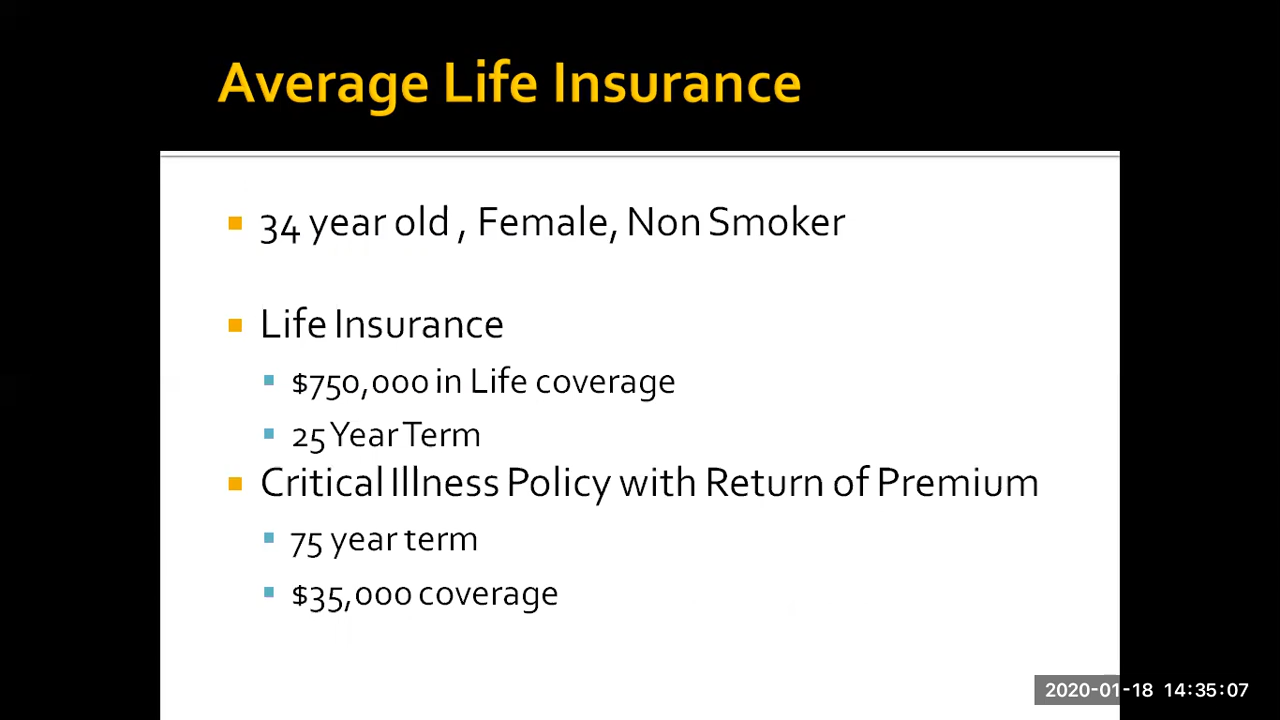 Average Life Insurance
34 year old , Female, Non Smoker
Life Insurance
$750,000 in Life coverage
25 Year Term
Critical Illness Policy with Return of Premium
75 year term
$35,000 coverage
2020-01-18 14:35:07